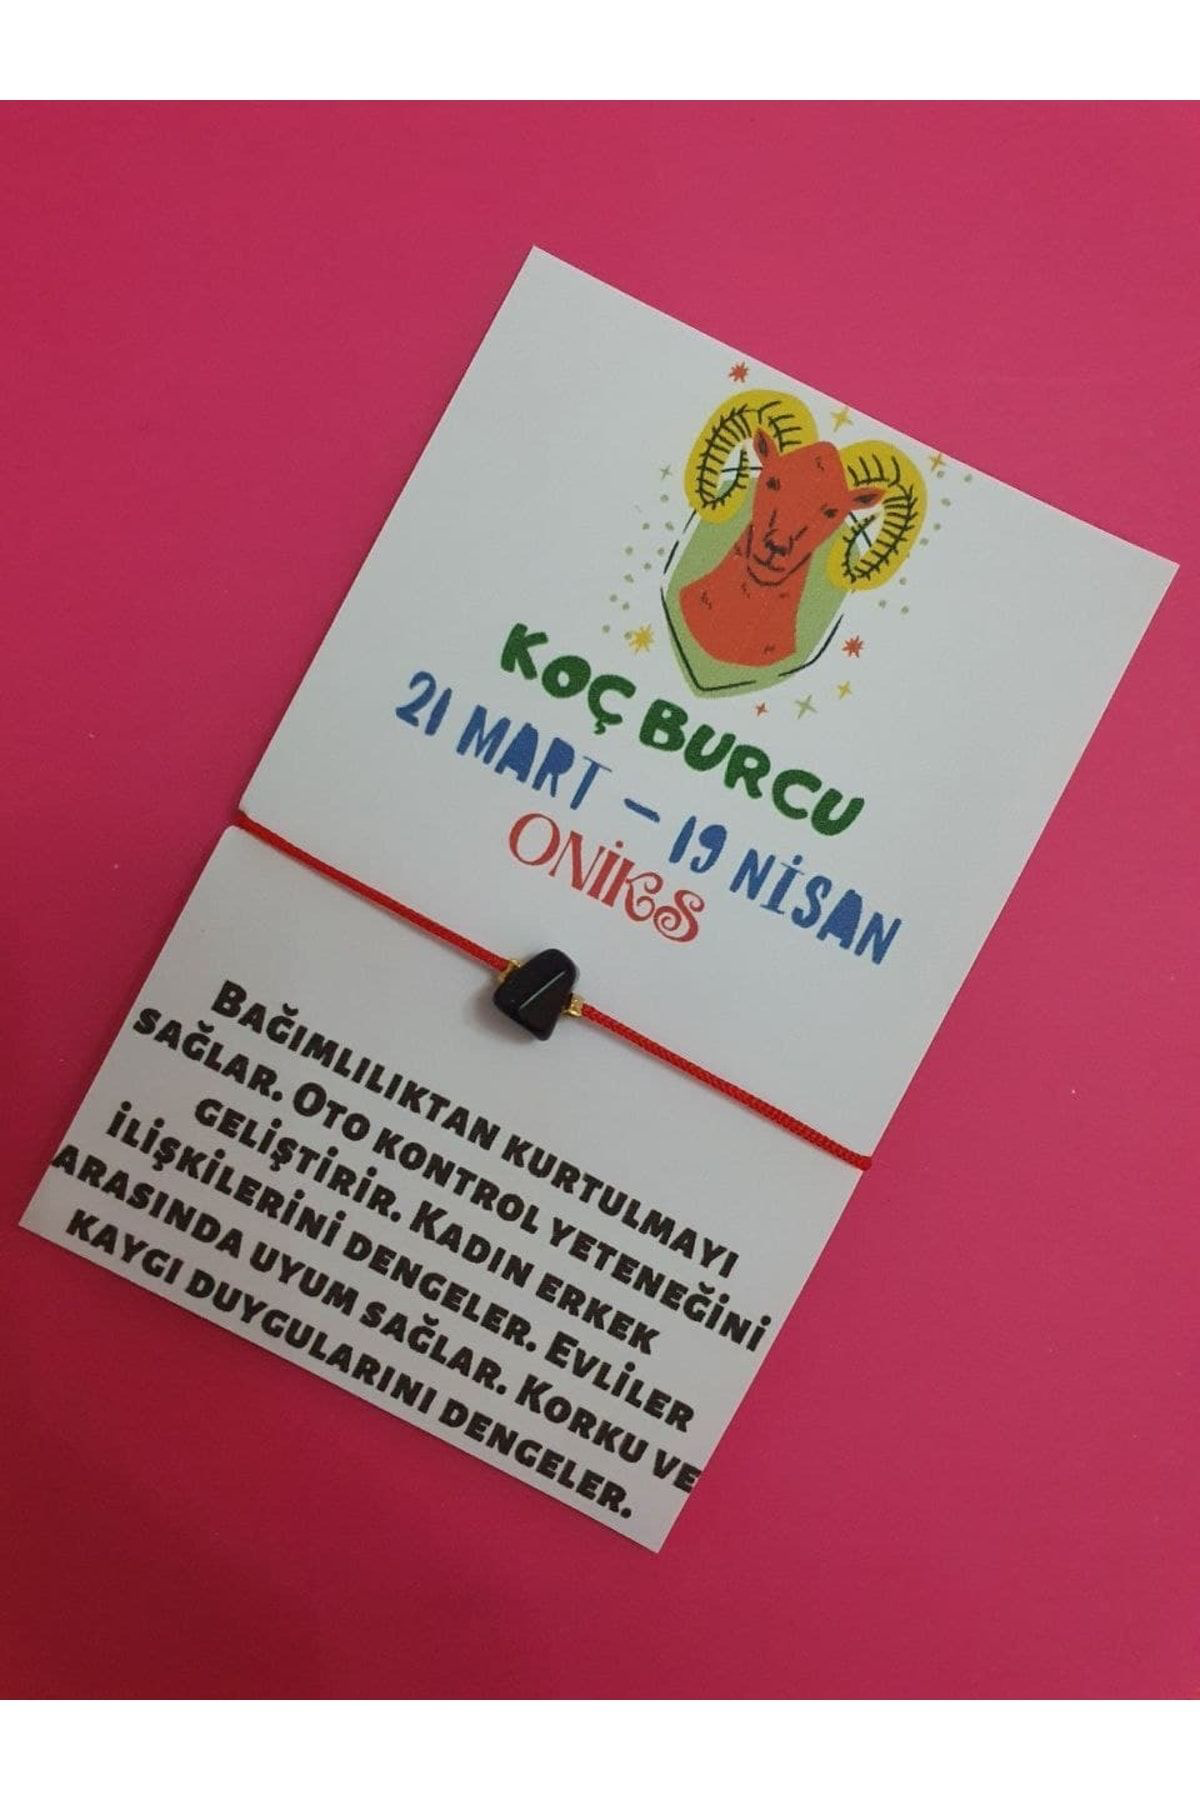 KOÇ BURCU
21 MART – 19 NİSAN
ONİKS
BAĞIMLILIKTAN KURTULMAYI
SAĞLAR. OTO KONTROL YETENEĞİNİ
GELİŞTİRİR. KADIN ERKEK
İLİŞKİLERİNİ DENGELER. EVLİLER
ARASINDA UYUM SAĞLAR. KORKU VE
KAYGI DUYGULARINI DENGELER.